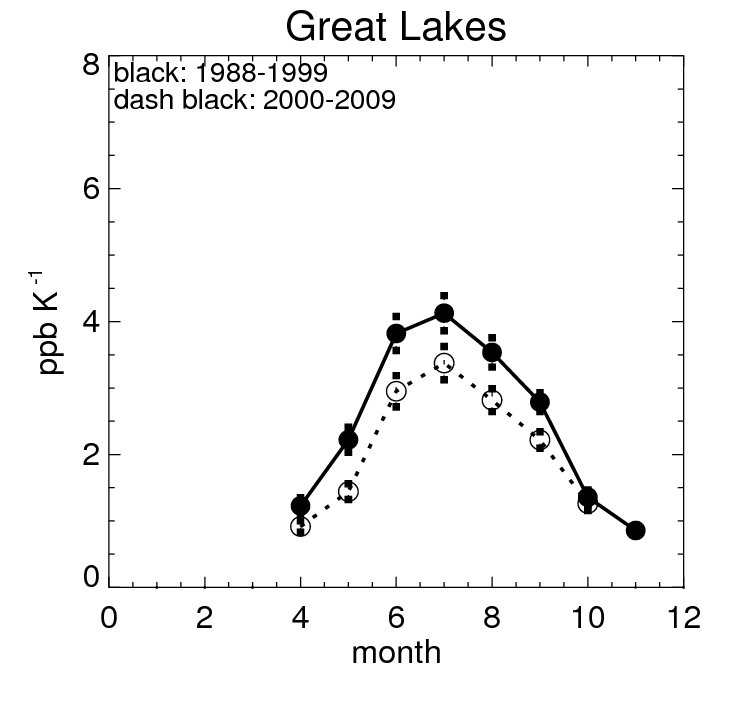 Great Lakes
8
black: 1988-1999
dash black: 2000-2009
6
4
2
0
ppb K -1
0 2 4 6 8 10 12
month